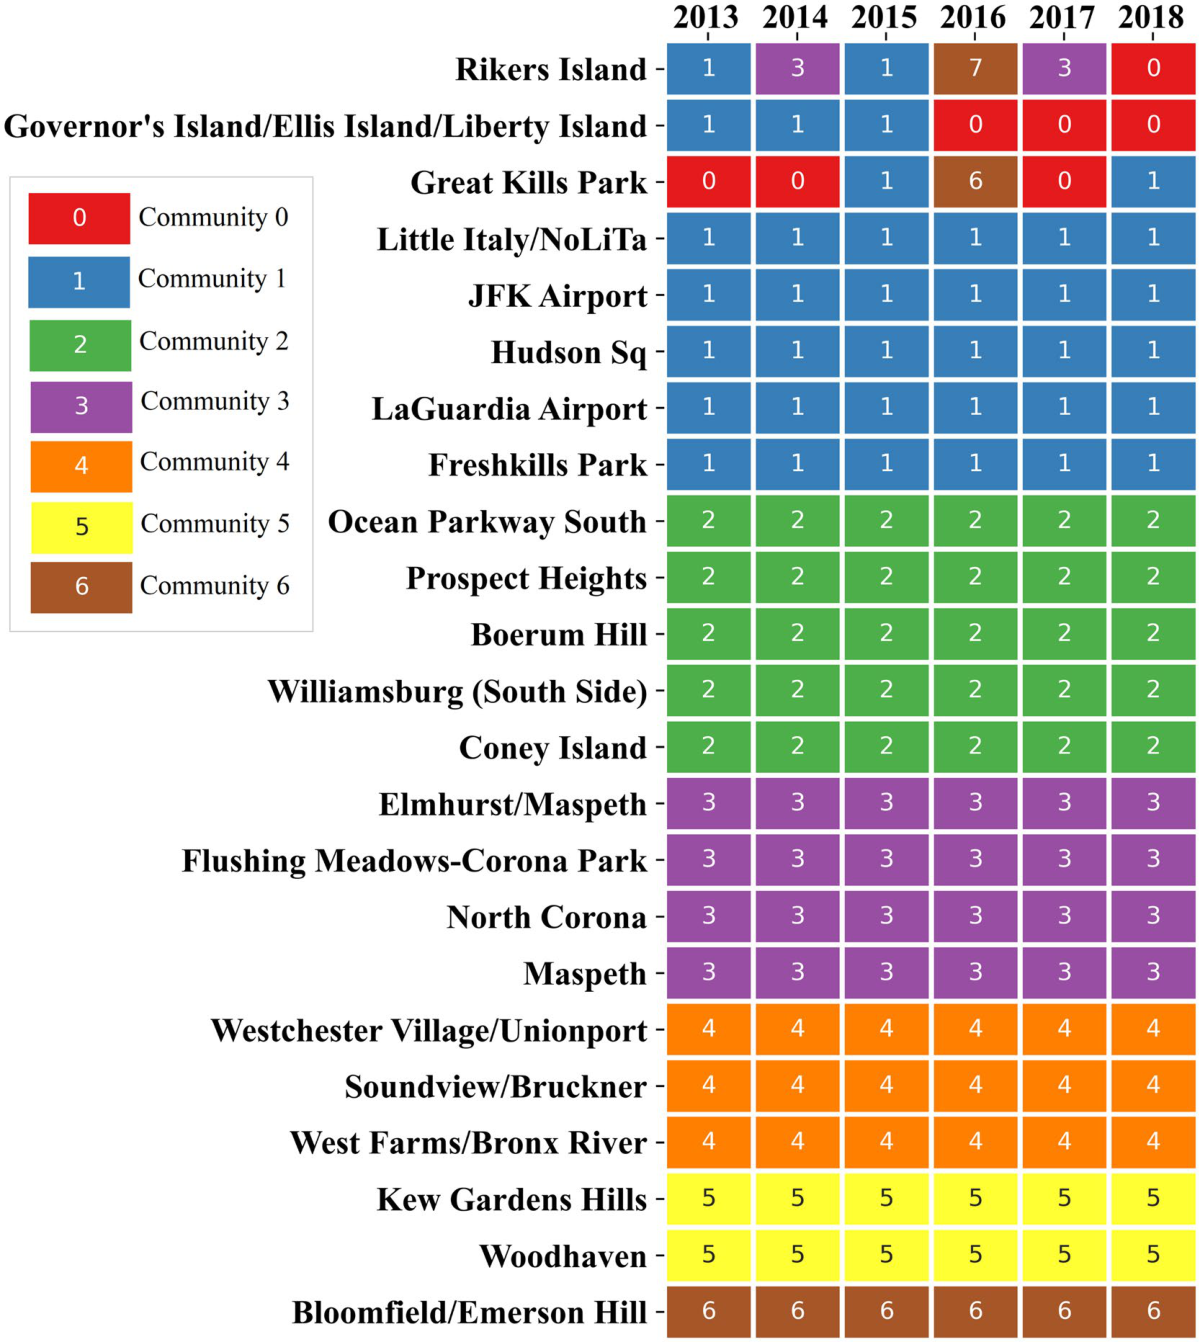 2013 2014 2015 2016 2017 2018
Rikers Island 1 3 1 7 3 0
Governor's Island/Ellis Island/Liberty Island 1 1 1 0 0 0
Great Kills Park 0 0 1 6 0 1
Little Italy/NoLiTa 1 1 1 1 1 1
JFK Airport 1 1 1 1 1 1
Hudson Sq 1 1 1 1 1 1
LaGuardia Airport 1 1 1 1 1 1
Freshkills Park 1 1 1 1 1 1
Ocean Parkway South 2 2 2 2 2 2
Prospect Heights 2 2 2 2 2 2
Boerum Hill 2 2 2 2 2 2
Williamsburg (South Side) 2 2 2 2 2 2
Coney Island 2 2 2 2 2 2
Elmhurst/Maspeth 3 3 3 3 3 3
Flushing Meadows-Corona Park 3 3 3 3 3 3
North Corona 3 3 3 3 3 3
Maspeth 3 3 3 3 3 3
Westchester Village/Unionport 4 4 4 4 4 4
Soundview/Bruckner 4 4 4 4 4 4
West Farms/Bronx River 4 4 4 4 4 4
Kew Gardens Hills 5 5 5 5 5 5
Woodhaven 5 5 5 5 5 5
Bloomfield/Emerson Hill 6 6 6 6 6 6
0 Community 0
1 Community 1
2 Community 2
3 Community 3
4 Community 4
5 Community 5
6 Community 6